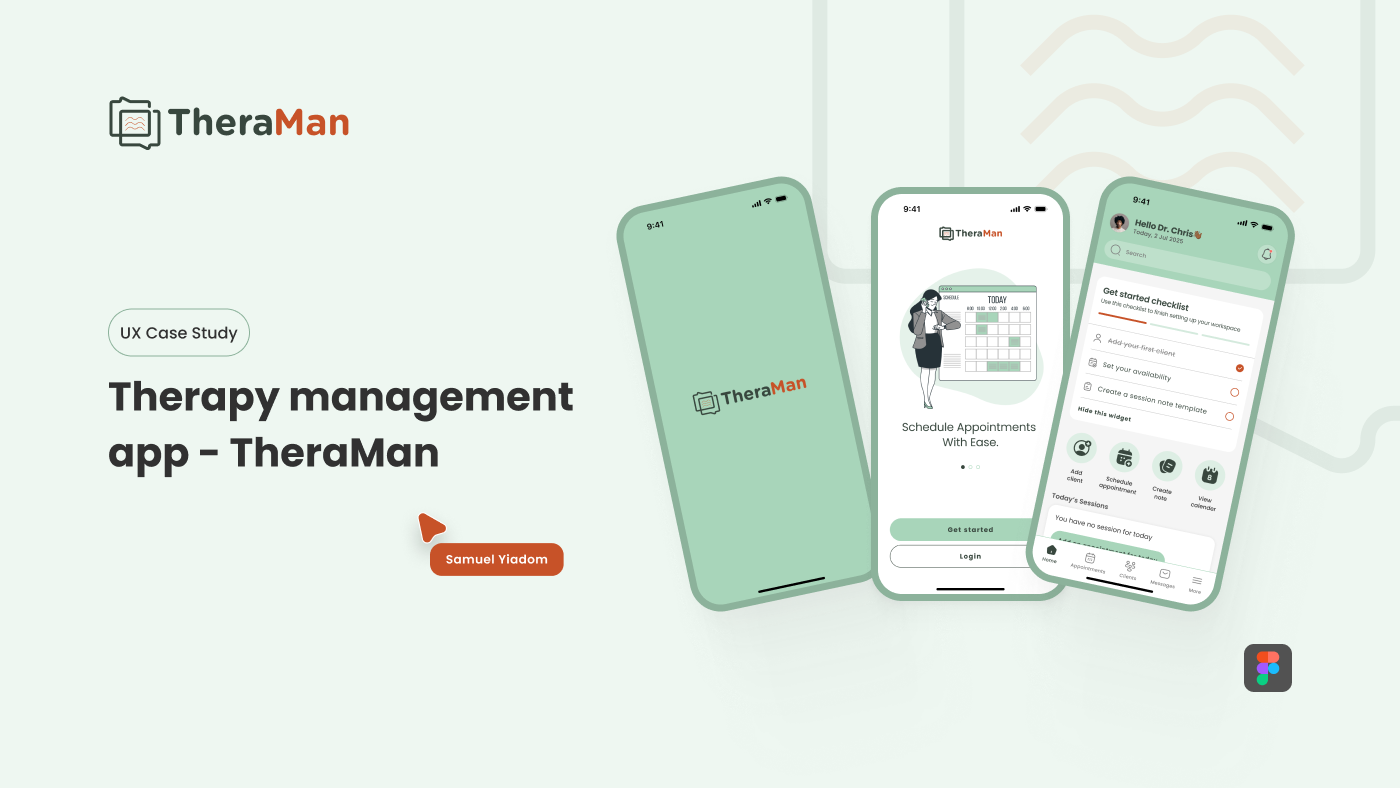 TheraMan
UX Case Study
Therapy management
app - TheraMan
Samuel Yiadom
9:41
TheraMan
9:41
TheraMan
SCHEDULE
TODAY
Schedule Appointments
With Ease.
Get started
Login
9:41
Hello Dr. Chris👋🏾
Today, 2 Jul 2025
Search
Get started checklist
Use this checklist to finish setting up your workspace
Add your first client
Set your availability
Create a session note template
Hide this widget
Add
client
Schedule
appointment
Create
note
8
View
calendar
Today's Sessions
You have no session for today
Home
Appointments
Clients
Messages
More